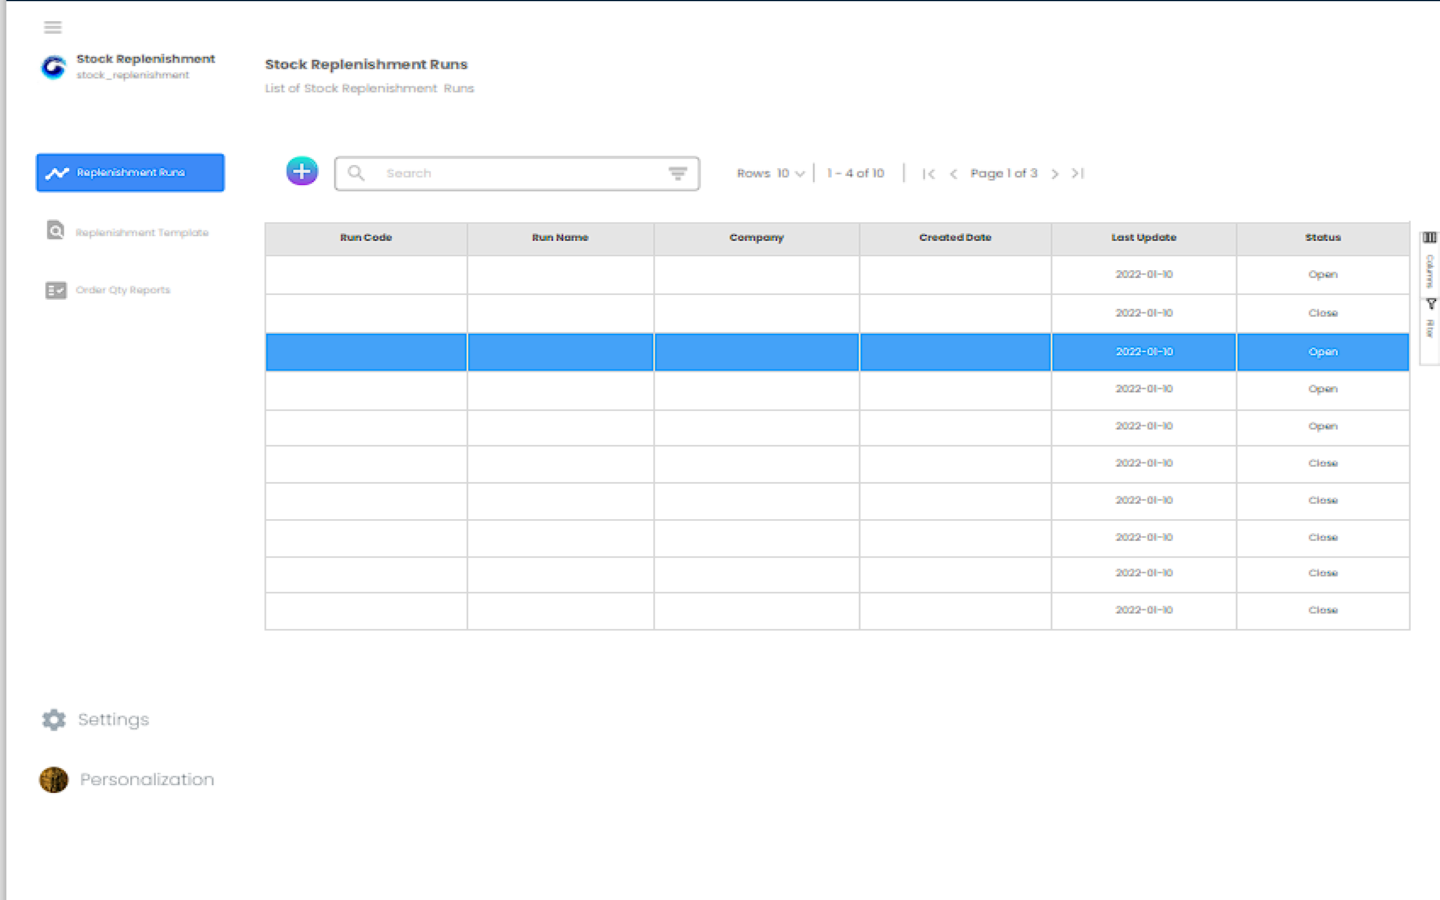 Stock Replenishment
stock_replenishment
Stock Replenishment Runs
List of Stock Replenishment Runs
Replenishment Runs
Replenishment Template
Order Qty Reports
Settings
Personalization
Search
Rows 10
1 - 4 of 10
Page 1 of 3
Run Code Run Name Company Created Date Last Update Status
2022-01-10 Open
2022-01-10 Close
2022-01-10 Open
2022-01-10 Open
2022-01-10 Open
2022-01-10 Close
2022-01-10 Close
2022-01-10 Close
2022-01-10 Close
2022-01-10 Close
Columns
Filter